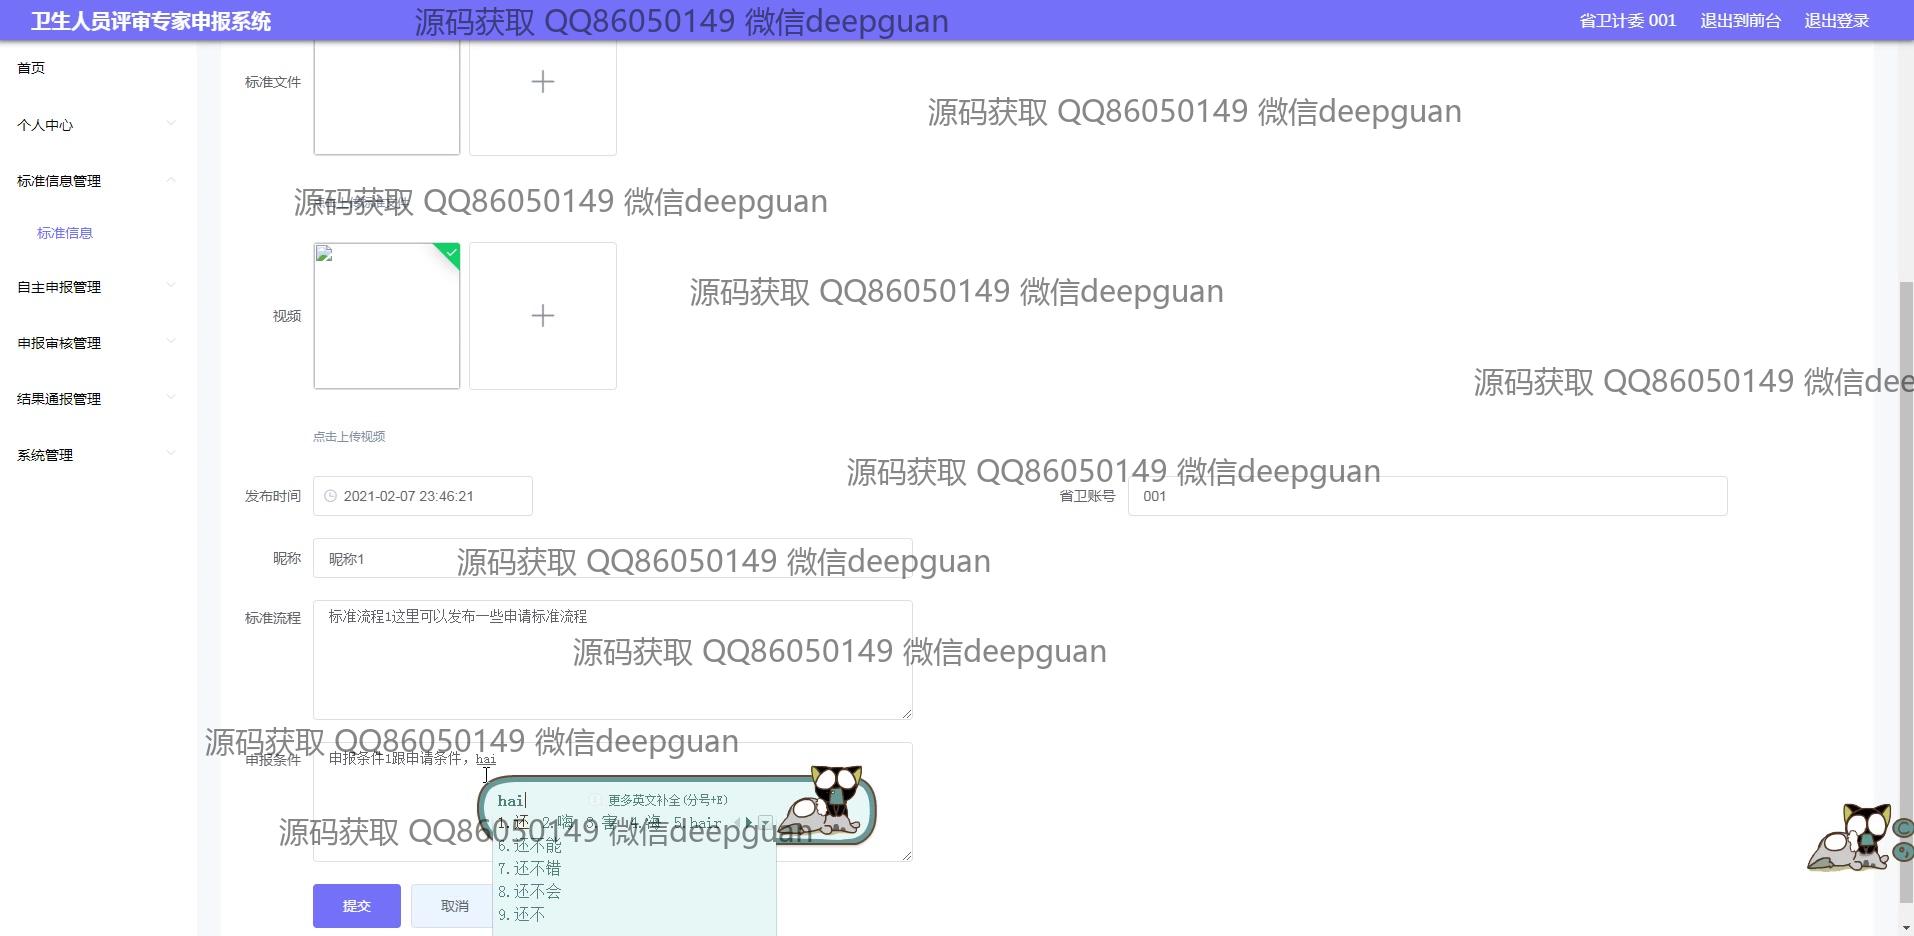 卫生人员评审专家申报系统
源码获取 QQ86050149 微信deepguan
省卫计委 001
退出到前台
退出登录
首页
个人中心
标准信息管理
标准信息
自主申报管理
申报审核管理
结果通报管理
系统管理
标准文件
源码获取 QQ86050149 微信deepguan
点击上传标准文件
源码获取 QQ86050149 微信deepguan
源码获取 QQ86050149 微信deepguan
视频
源码获取 QQ86050149 微信dee
点击上传视频
源码获取 QQ86050149 微信deepguan
发布时间
2021-02-07 23:46:21
省卫账号
001
昵称
昵称1
源码获取 QQ86050149 微信deepguan
标准流程
标准流程1这里可以发布一些申请标准流程
源码获取 QQ86050149 微信deepguan
源码获取 QQ86050149 微信deepguan
申报条件
申报条件1跟申请条件，hai
hai
更多英文补全(分号+E)
1.还 2.嗨 3.害 4.海 5.hair
源码获取 QQ86050149 微信deepguan
6.还不能
7.还不错
8.还不会
9.还不
提交
取消